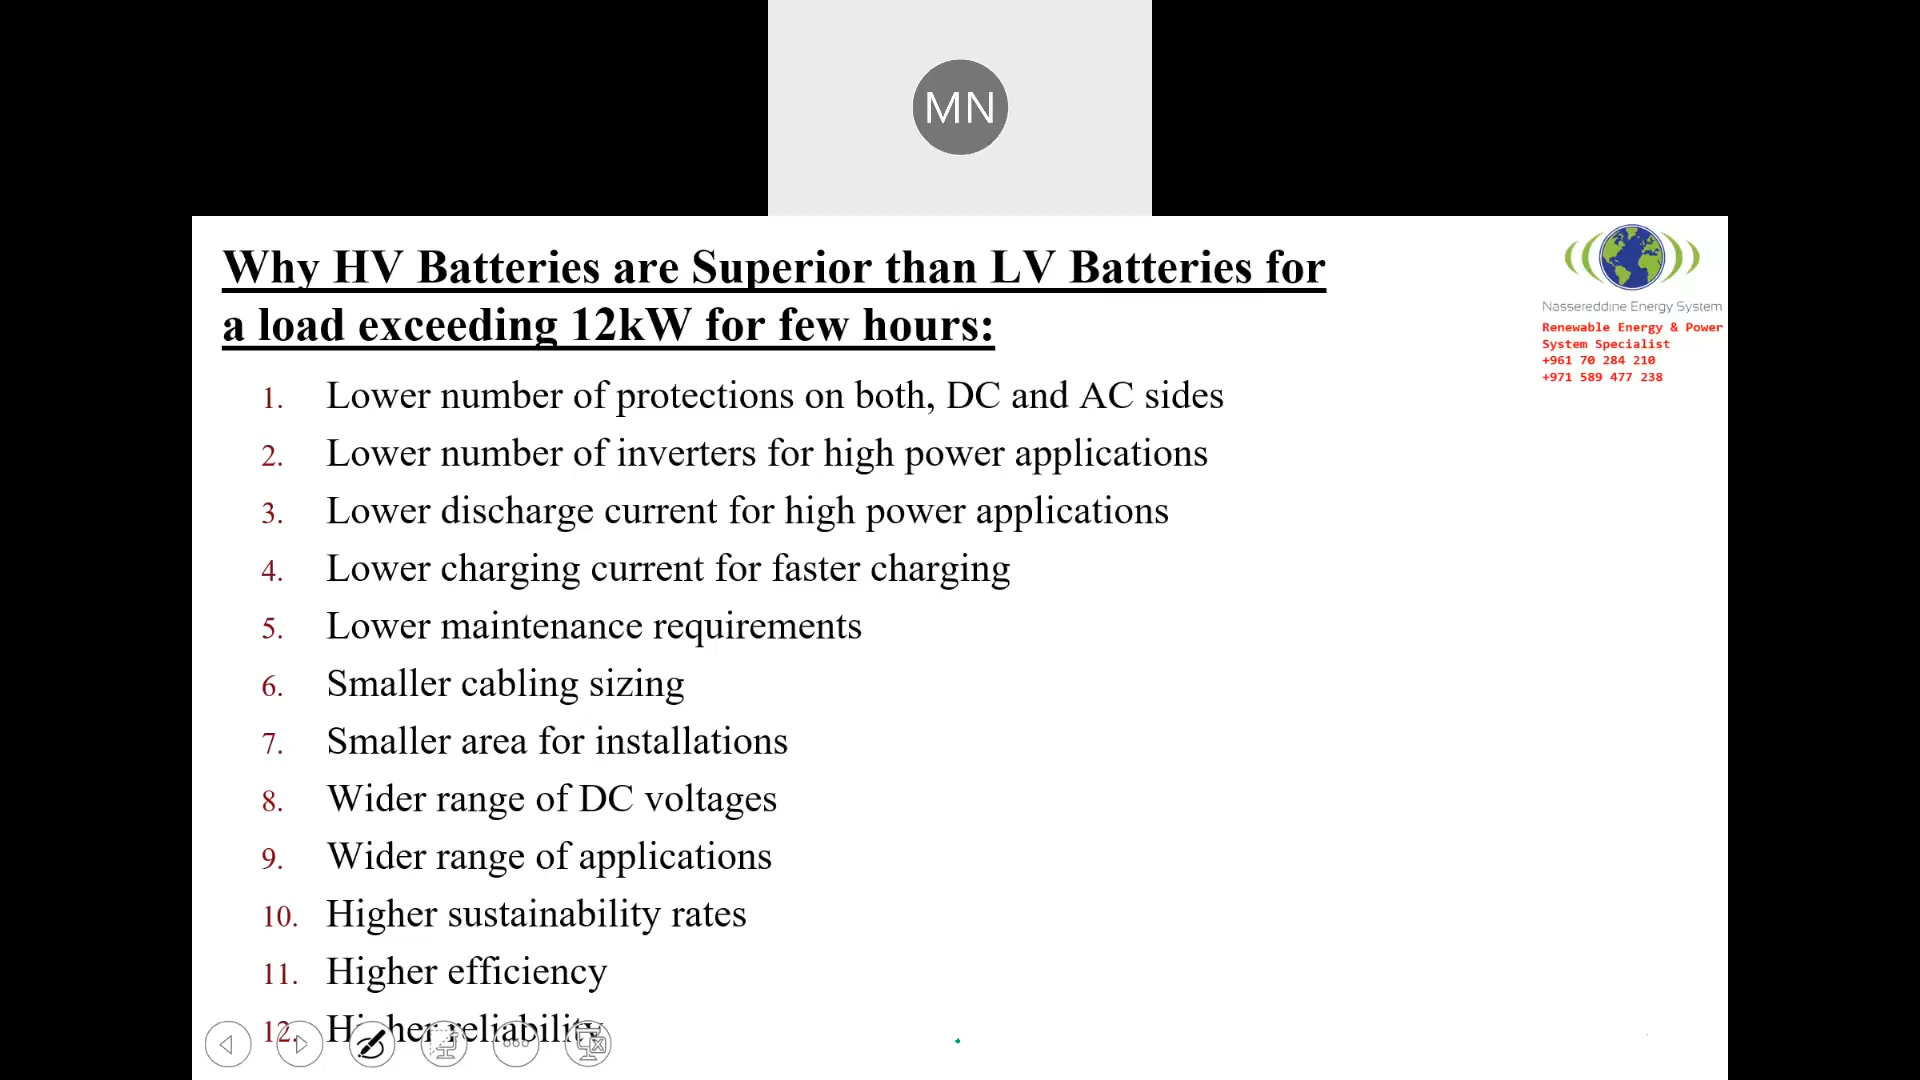 MN
Why HV Batteries are Superior than LV Batteries for
a load exceeding 12kW for few hours:
Nassereddine Energy System
Renewable Energy & Power
System Specialist
+961 70 284 210
+971 589 477 238
1. Lower number of protections on both, DC and AC sides
2. Lower number of inverters for high power applications
3. Lower discharge current for high power applications
4. Lower charging current for faster charging
5. Lower maintenance requirements
6. Smaller cabling sizing
7. Smaller area for installations
8. Wider range of DC voltages
9. Wider range of applications
10. Higher sustainability rates
11. Higher efficiency
12. Higher reliability